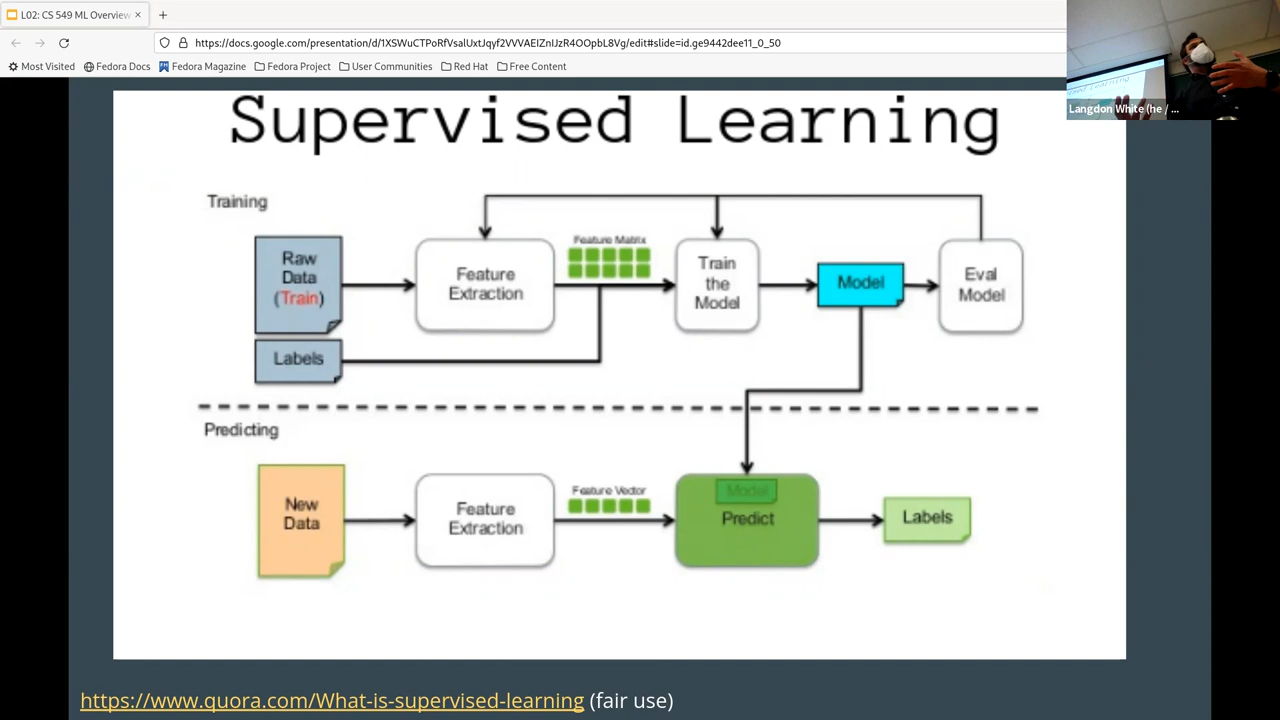 L02: CS 549 ML Overview
https://docs.google.com/presentation/d/1XSWuCTPoRfVsalUxtJqyf2VVVAEIZnIJzR4OOpbL8Vg/edit#slide=id.ge9442dee11_0_50
Most Visited Fedora Docs Fedora Magazine Fedora Project User Communities Red Hat Free Content
Langdon White (he / ...
Supervised Learning
Training
Raw
Data
(Train)
Labels
Feature
Extraction
Feature Matrix
Train
the
Model
Model
Eval
Model
Predicting
New
Data
Feature
Extraction
Feature Vector
Model
Predict
Labels
https://www.quora.com/What-is-supervised-learning (fair use)